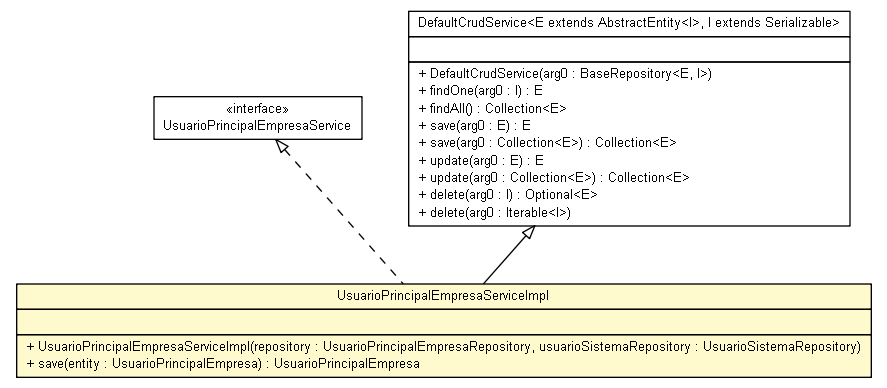 DefaultCrudService<E extends AbstractEntity<I>, I extends Serializable>
+ DefaultCrudService(arg0 : BaseRepository<E, I>)
+ findOne(arg0 : I) : E
+ findAll() : Collection<E>
+ save(arg0 : E) : E
+ save(arg0 : Collection<E>) : Collection<E>
+ update(arg0 : E) : E
+ update(arg0 : Collection<E>) : Collection<E>
+ delete(arg0 : I) : Optional<E>
+ delete(arg0 : Iterable<I>)
«interface»
UsuarioPrincipalEmpresaService
UsuarioPrincipalEmpresaServiceImpl
+ UsuarioPrincipalEmpresaServiceImpl(repository : UsuarioPrincipalEmpresaRepository, usuarioSistemaRepository : UsuarioSistemaRepository)
+ save(entity : UsuarioPrincipalEmpresa) : UsuarioPrincipalEmpresa